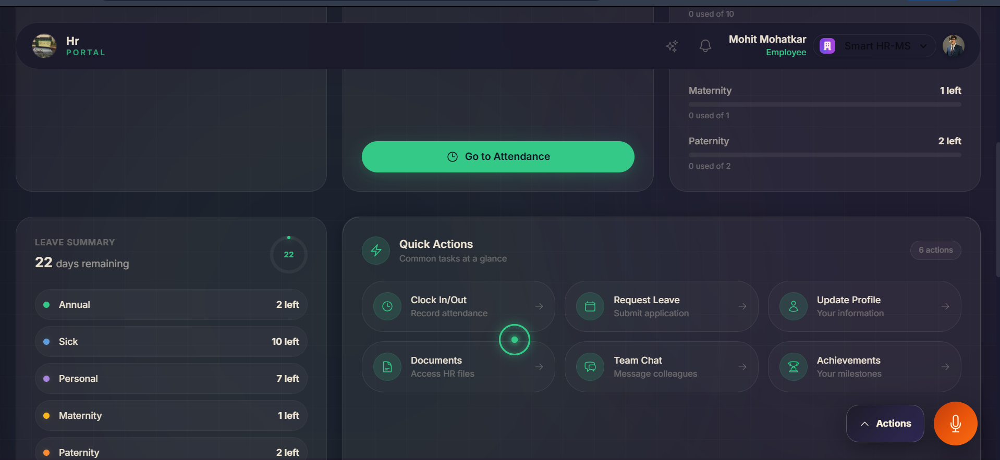 0 used of 10
Hr
PORTAL
Mohit Mohatkar
Employee
Smart HR-MS
Maternity
1 left
0 used of 1
Paternity
2 left
0 used of 2
Go to Attendance
LEAVE SUMMARY
22 days remaining
22
Annual
2 left
Sick
10 left
Personal
7 left
Maternity
1 left
Paternity
2 left
Quick Actions
Common tasks at a glance
6 actions
Clock In/Out
Record attendance
Request Leave
Submit application
Update Profile
Your information
Documents
Access HR files
Team Chat
Message colleagues
Achievements
Your milestones
Actions